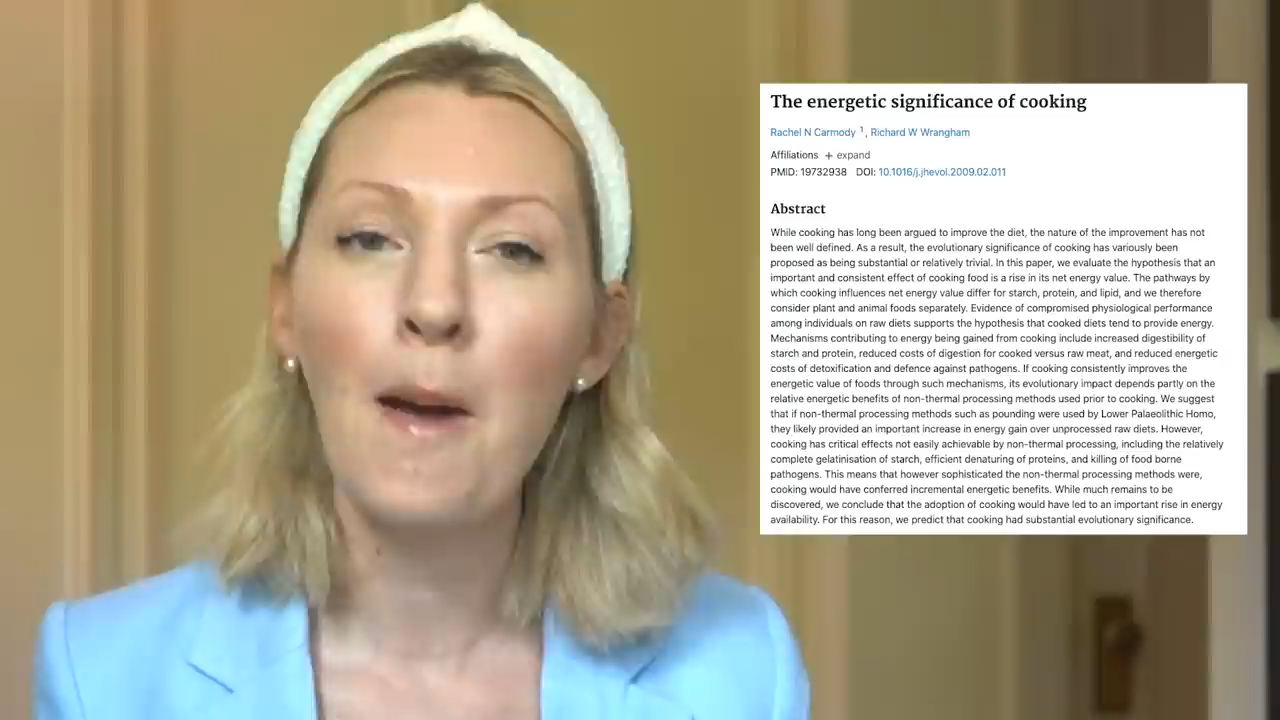 The energetic significance of cooking
Rachel N Carmody 1, Richard W Wrangham
Affiliations + expand
PMID: 19732938 DOI: 10.1016/j.jhevol.2009.02.011
Abstract
While cooking has long been argued to improve the diet, the nature of the improvement has not
been well defined. As a result, the evolutionary significance of cooking has variously been
proposed as being substantial or relatively trivial. In this paper, we evaluate the hypothesis that an
important and consistent effect of cooking food is a rise in its net energy value. The pathways by
which cooking influences net energy value differ for starch, protein, and lipid, and we therefore
consider plant and animal foods separately. Evidence of compromised physiological performance
among individuals on raw diets supports the hypothesis that cooked diets tend to provide energy.
Mechanisms contributing to energy being gained from cooking include increased digestibility of
starch and protein, reduced costs of digestion for cooked versus raw meat, and reduced energetic
costs of detoxification and defence against pathogens. If cooking consistently improves the
energetic value of foods through such mechanisms, its evolutionary impact depends partly on the
relative energetic benefits of non-thermal processing methods used prior to cooking. We suggest
that if non-thermal processing methods such as pounding were used by Lower Palaeolithic Homo,
they likely provided an important increase in energy gain over unprocessed raw diets. However,
cooking has critical effects not easily achievable by non-thermal processing, including the relatively
complete gelatinisation of starch, efficient denaturing of proteins, and killing of food borne
pathogens. This means that however sophisticated the non-thermal processing methods were,
cooking would have conferred incremental energetic benefits. While much remains to be
discovered, we conclude that the adoption of cooking would have led to an important rise in energy
availability. For this reason, we predict that cooking had substantial evolutionary significance.